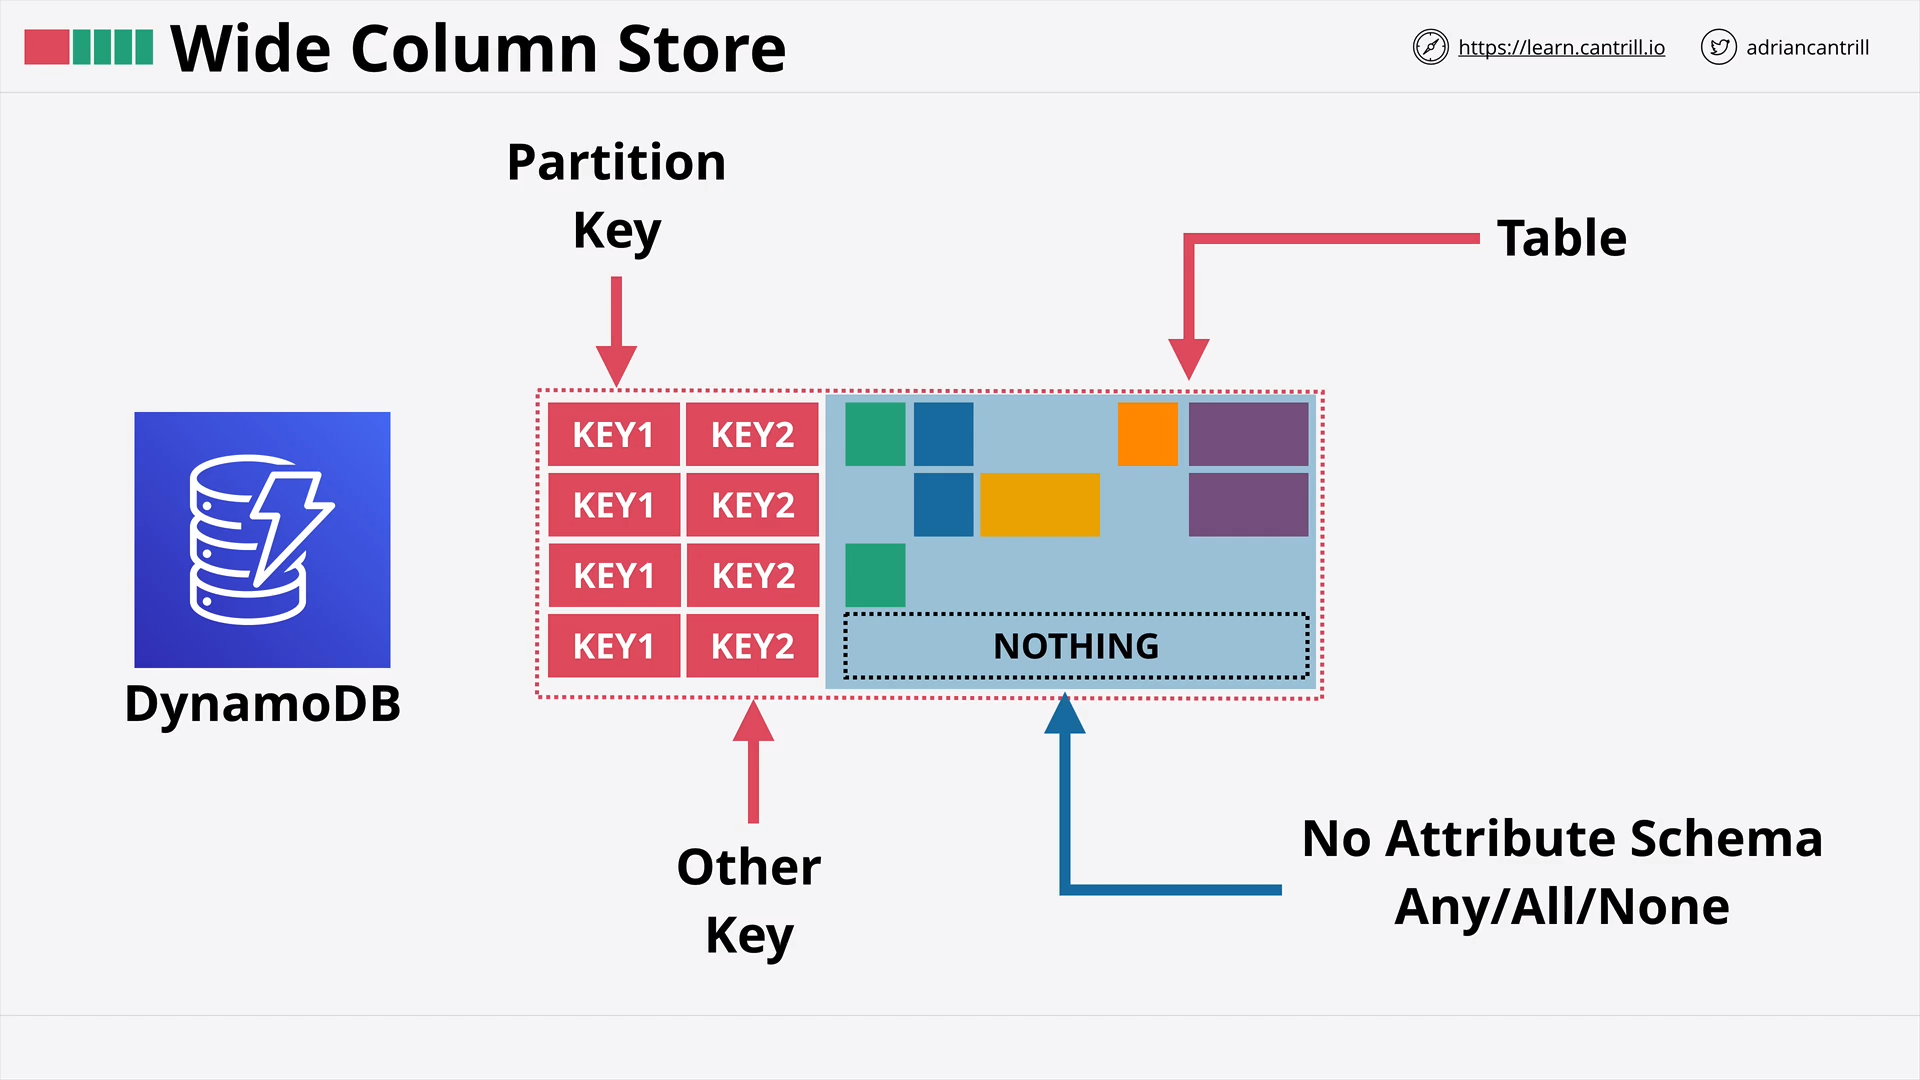 Wide Column Store
https://learn.cantrill.io
adriancantrill
Partition
Key
Table
KEY1 KEY2
KEY1 KEY2
KEY1 KEY2
KEY1 KEY2 NOTHING
DynamoDB
Other
Key
No Attribute Schema
Any/All/None